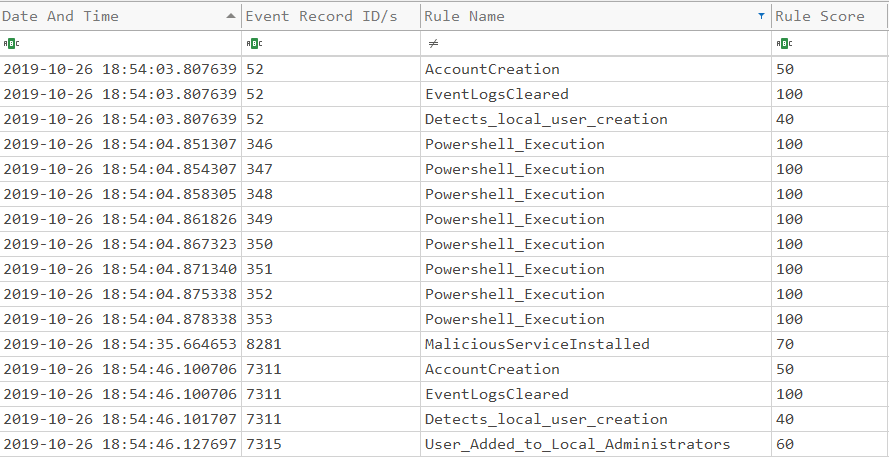 Date And Time Event Record ID/s Rule Name Rule Score
ABC ABC ≠ ABC
2019-10-26 18:54:03.807639 52 AccountCreation 50
2019-10-26 18:54:03.807639 52 EventLogsCleared 100
2019-10-26 18:54:03.807639 52 Detects_local_user_creation 40
2019-10-26 18:54:04.851307 346 Powershell_Execution 100
2019-10-26 18:54:04.854307 347 Powershell_Execution 100
2019-10-26 18:54:04.858305 348 Powershell_Execution 100
2019-10-26 18:54:04.861826 349 Powershell_Execution 100
2019-10-26 18:54:04.867323 350 Powershell_Execution 100
2019-10-26 18:54:04.871340 351 Powershell_Execution 100
2019-10-26 18:54:04.875338 352 Powershell_Execution 100
2019-10-26 18:54:04.878338 353 Powershell_Execution 100
2019-10-26 18:54:35.664653 8281 MaliciousServiceInstalled 70
2019-10-26 18:54:46.100706 7311 AccountCreation 50
2019-10-26 18:54:46.100706 7311 EventLogsCleared 100
2019-10-26 18:54:46.101707 7311 Detects_local_user_creation 40
2019-10-26 18:54:46.127697 7315 User_Added_to_Local_Administrators 60